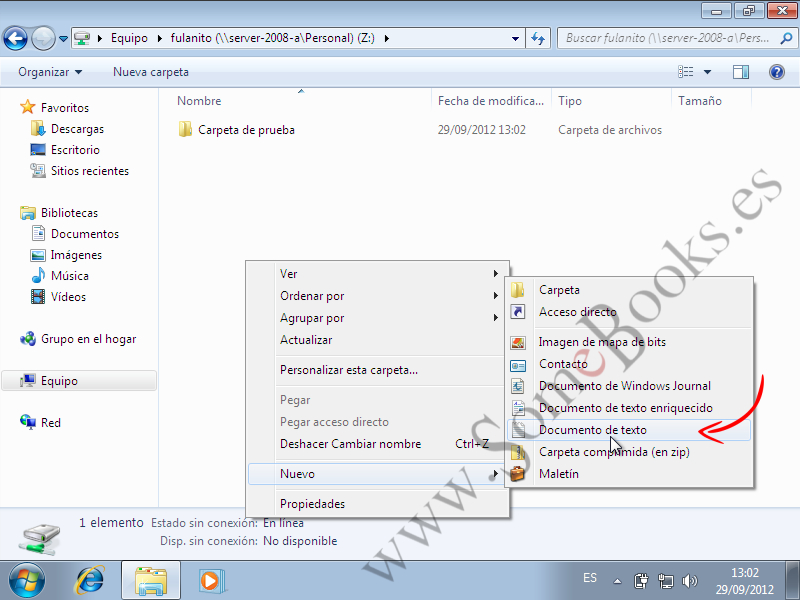 Equipo
fulanito (\\server-2008-a\Personal) (Z:)
Buscar fulanito (\\server-2008-a\Pers...
Organizar
Nueva carpeta
Nombre
Fecha de modifica...
Tipo
Tamaño
Favoritos
Descargas
Escritorio
Sitios recientes
Bibliotecas
Documentos
Imágenes
Música
Vídeos
Grupo en el hogar
Equipo
Red
Carpeta de prueba
29/09/2012 13:02
Carpeta de archivos
Ver
Ordenar por
Agrupar por
Actualizar
Personalizar esta carpeta...
Pegar
Pegar acceso directo
Deshacer Cambiar nombre Ctrl+Z
Nuevo
Propiedades
Carpeta
Acceso directo
Imagen de mapa de bits
Contacto
Documento de Windows Journal
Documento de texto enriquecido
Documento de texto
Carpeta comprimida (en zip)
Maletín
www.SomeBooks.es
1 elemento
Estado sin conexión: En línea
Disp. sin conexión: No disponible
ES
13:02
29/09/2012